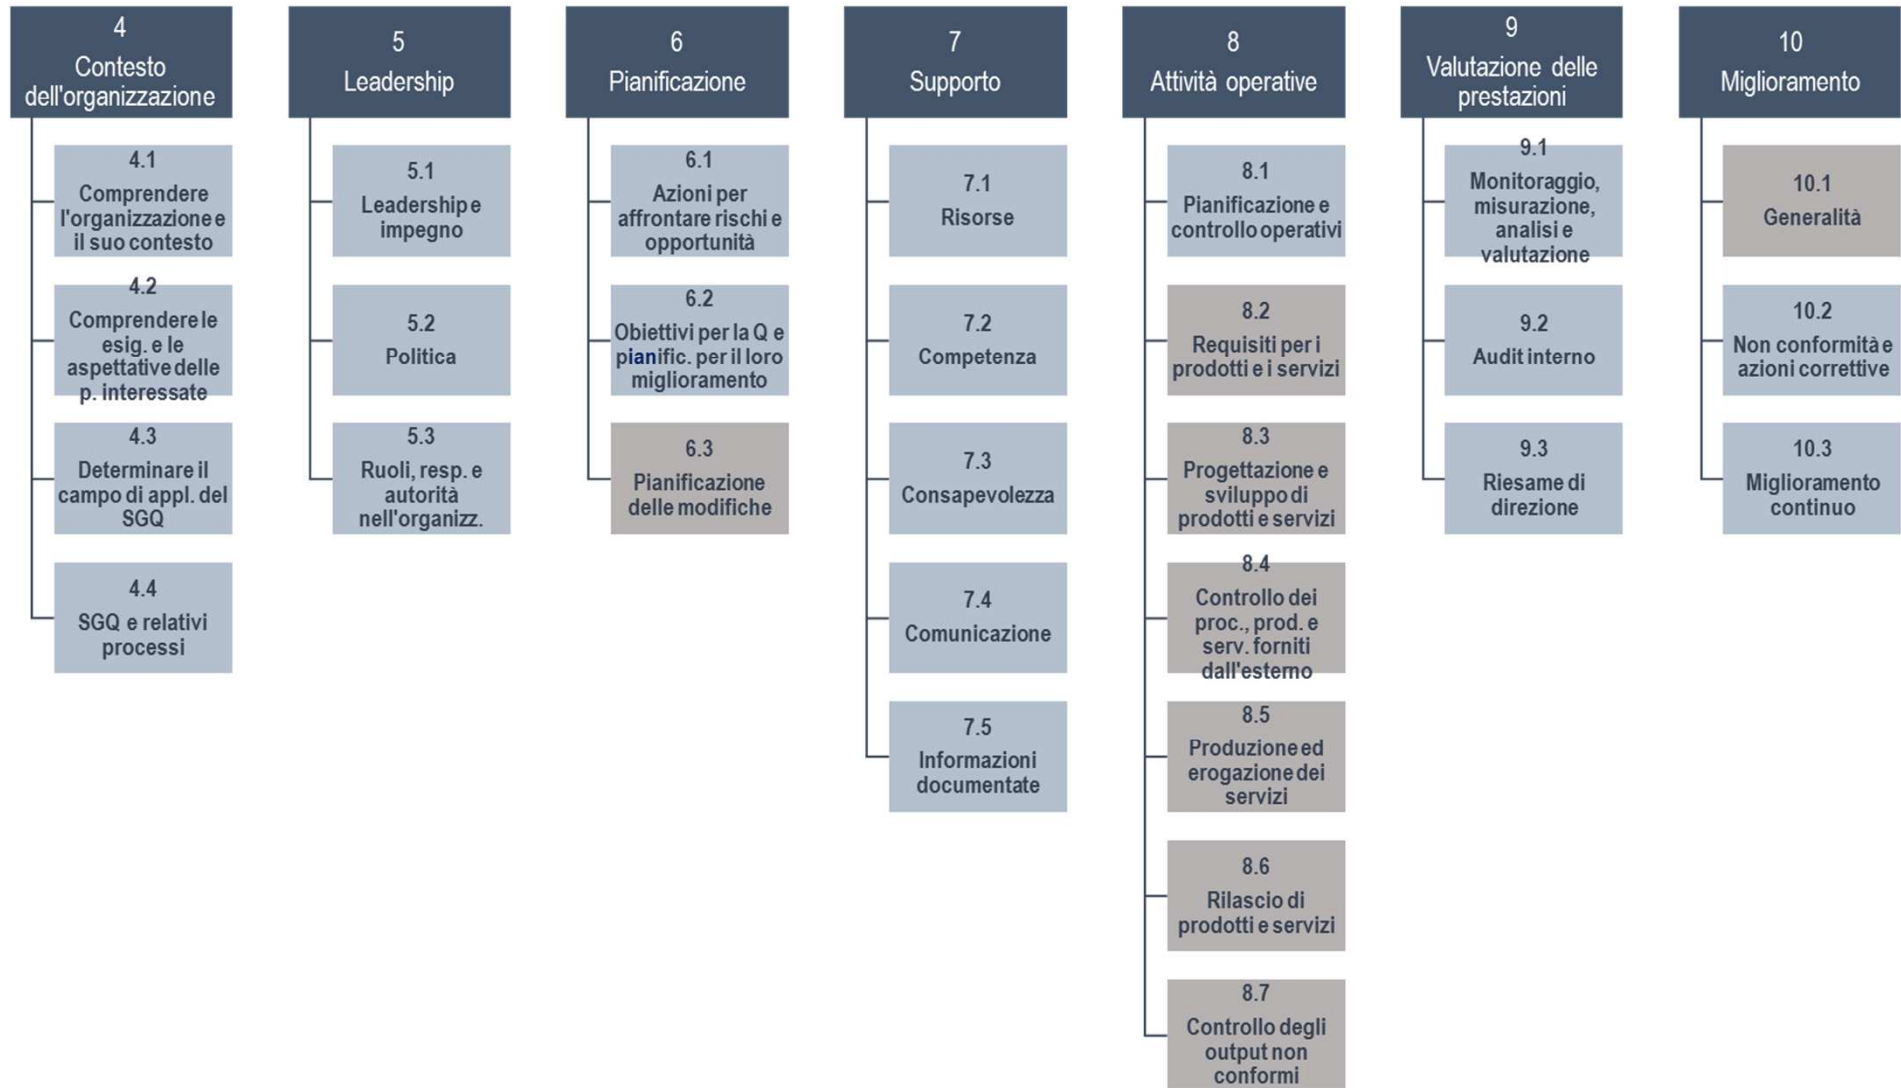 4
Contesto
dell'organizzazione
4.1
Comprendere
l'organizzazione e
il suo contesto
4.2
Comprendere le
esig. e le
aspettative delle
p. interessate
4.3
Determinare il
campo di appl. del
SGQ
4.4
SGQ e relativi
processi
5
Leadership
5.1
Leadership e
impegno
5.2
Politica
5.3
Ruoli, resp. e
autorità
nell'organizz.
6
Pianificazione
6.1
Azioni per
affrontare rischi e
opportunità
6.2
Obiettivi per la Q e
pianific. per il loro
miglioramento
6.3
Pianificazione
delle modifiche
7
Supporto
7.1
Risorse
7.2
Competenza
7.3
Consapevolezza
7.4
Comunicazione
7.5
Informazioni
documentate
8
Attività operative
8.1
Pianificazione e
controllo operativi
8.2
Requisiti per i
prodotti e i servizi
8.3
Progettazione e
sviluppo di
prodotti e servizi
8.4
Controllo dei
proc., prod. e
serv. forniti
dall'esterno
8.5
Produzione ed
erogazione dei
servizi
8.6
Rilascio di
prodotti e servizi
8.7
Controllo degli
output non
conformi
9
Valutazione delle
prestazioni
9.1
Monitoraggio,
misurazione,
analisi e
valutazione
9.2
Audit interno
9.3
Riesame di
direzione
10
Miglioramento
10.1
Generalità
10.2
Non conformità e
azioni correttive
10.3
Miglioramento
continuo